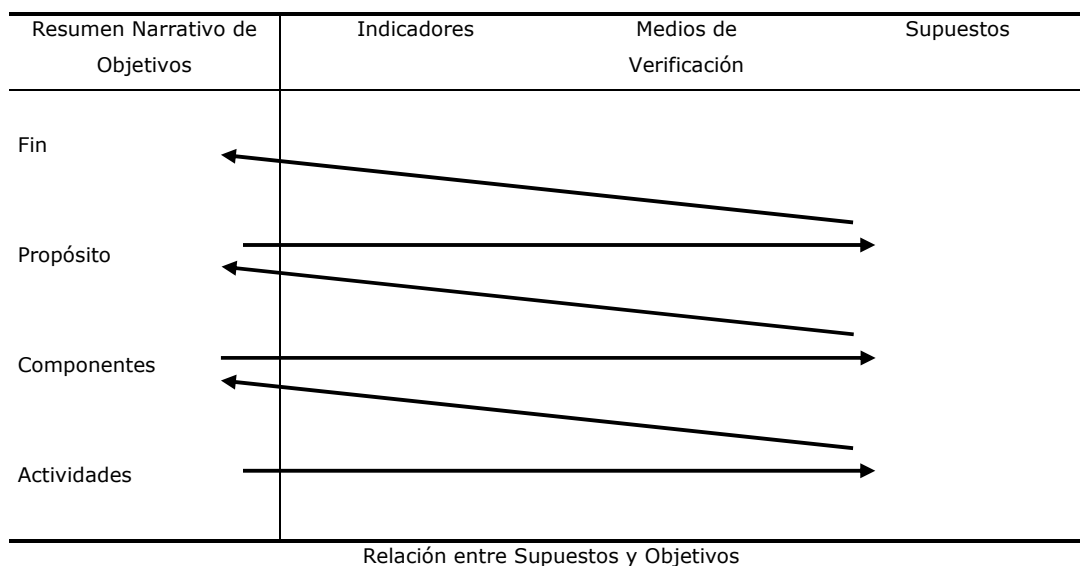 Resumen Narrativo de Indicadores Medios de Supuestos
Objetivos Verificación
Fin
Propósito
Componentes
Actividades
Relación entre Supuestos y Objetivos